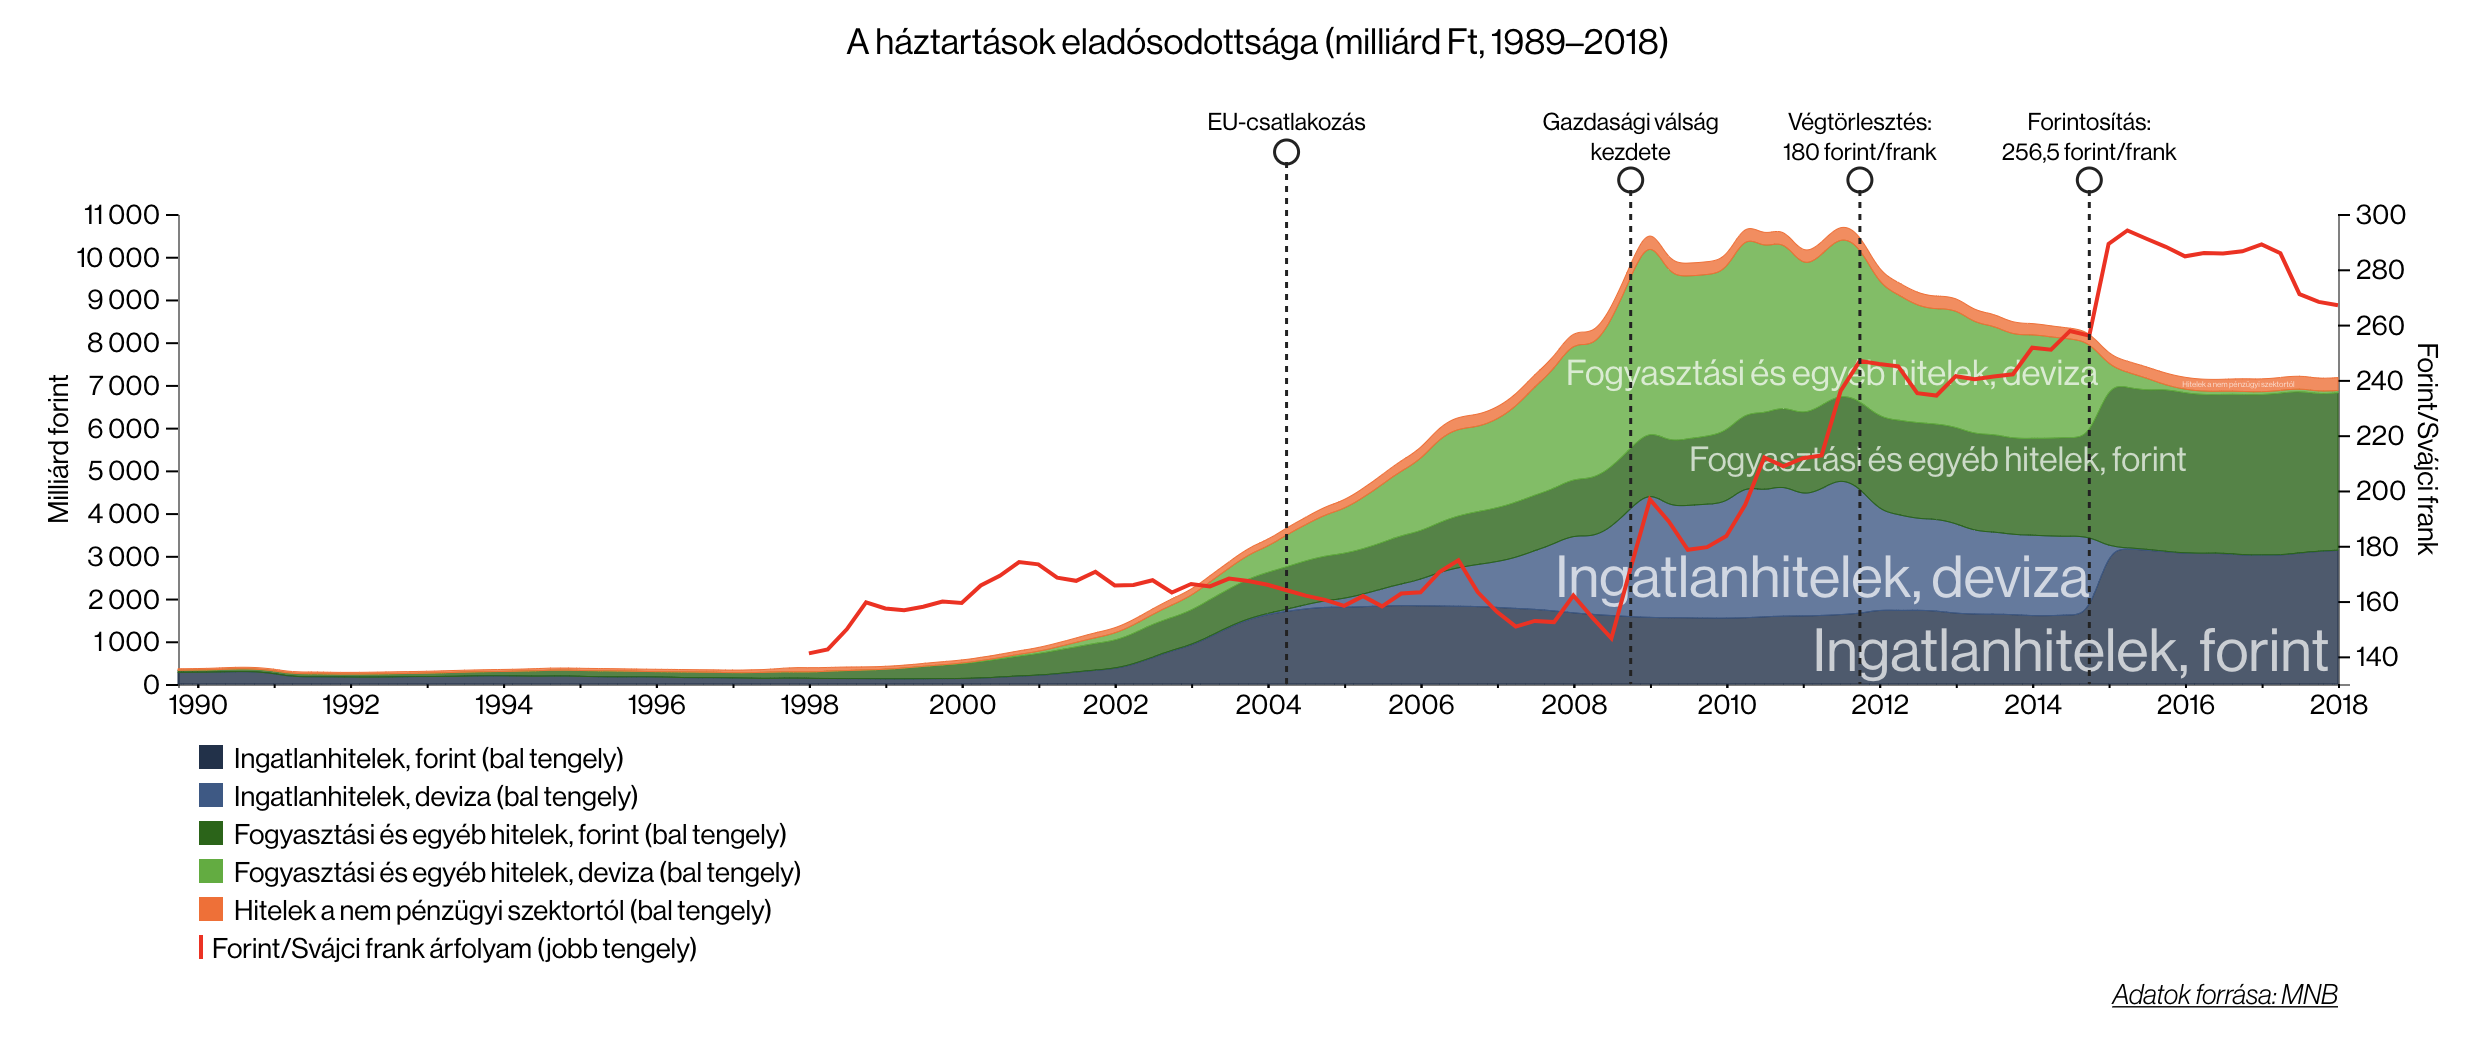 A háztartások eladósodottsága (milliárd Ft, 1989–2018)
EU-csatlakozás
Gazdasági válság
kezdete
Végtörlesztés:
180 forint/frank
Forintosítás:
256,5 forint/frank
Milliárd forint
11 000
10 000
9 000
8 000
7 000
6 000
5 000
4 000
3 000
2 000
1 000
0
Fogyasztási és egyéb hitelek, deviza
Hitelek a nem pénzügyi szektortól
Fogyasztási és egyéb hitelek, forint
Ingatlanhitelek, deviza
Ingatlanhitelek, forint
300
280
260
240
220
200
180
160
140
Forint/Svájci frank
1990 1992 1994 1996 1998 2000 2002 2004 2006 2008 2010 2012 2014 2016 2018
Ingatlanhitelek, forint (bal tengely)
Ingatlanhitelek, deviza (bal tengely)
Fogyasztási és egyéb hitelek, forint (bal tengely)
Fogyasztási és egyéb hitelek, deviza (bal tengely)
Hitelek a nem pénzügyi szektortól (bal tengely)
Forint/Svájci frank árfolyam (jobb tengely)
Adatok forrása: MNB